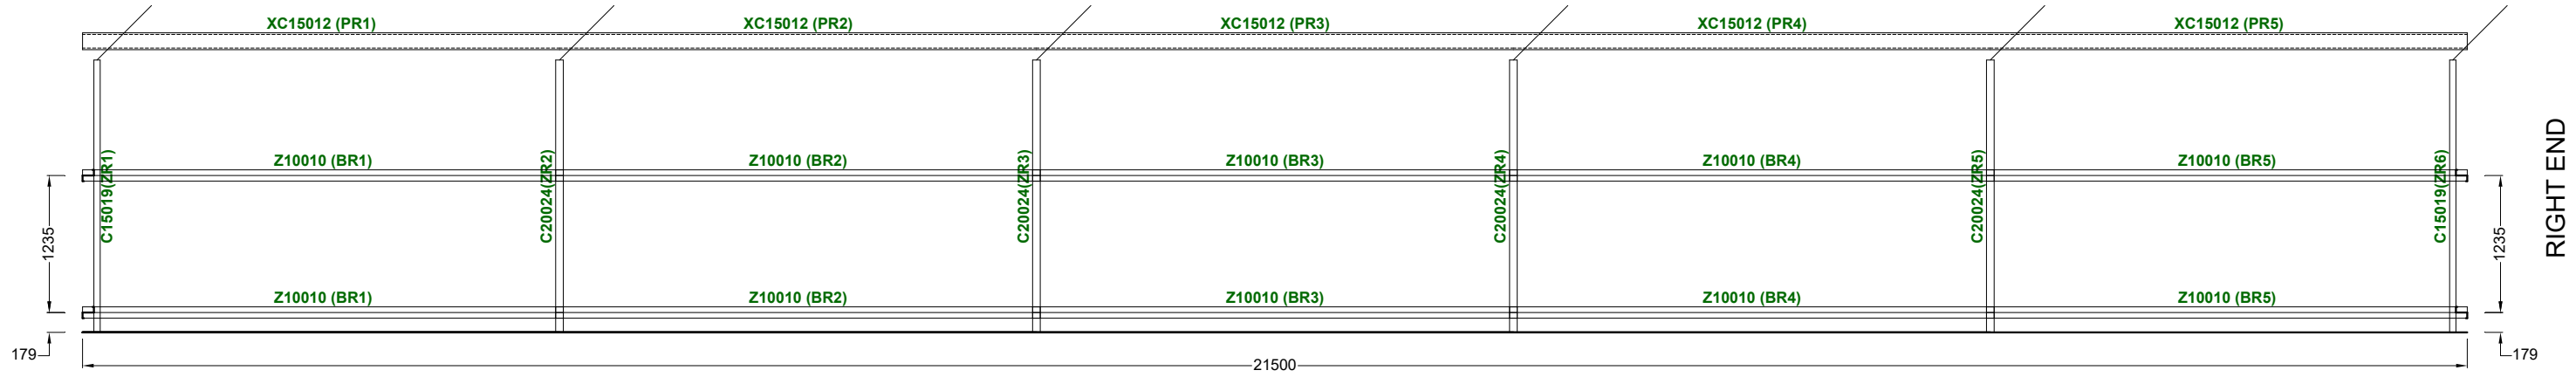 XC15012 (PR1)
XC15012 (PR2)
XC15012 (PR3)
XC15012 (PR4)
XC15012 (PR5)
Z10010 (BR1)
Z10010 (BR2)
Z10010 (BR3)
Z10010 (BR4)
Z10010 (BR5)
C15019(ZR1)
C20024(ZR2)
C20024(ZR3)
C20024(ZR4)
C20024(ZR5)
C15019(ZR6)
RIGHT END
1235
1235
Z10010 (BR1)
Z10010 (BR2)
Z10010 (BR3)
Z10010 (BR4)
Z10010 (BR5)
179
179
21500